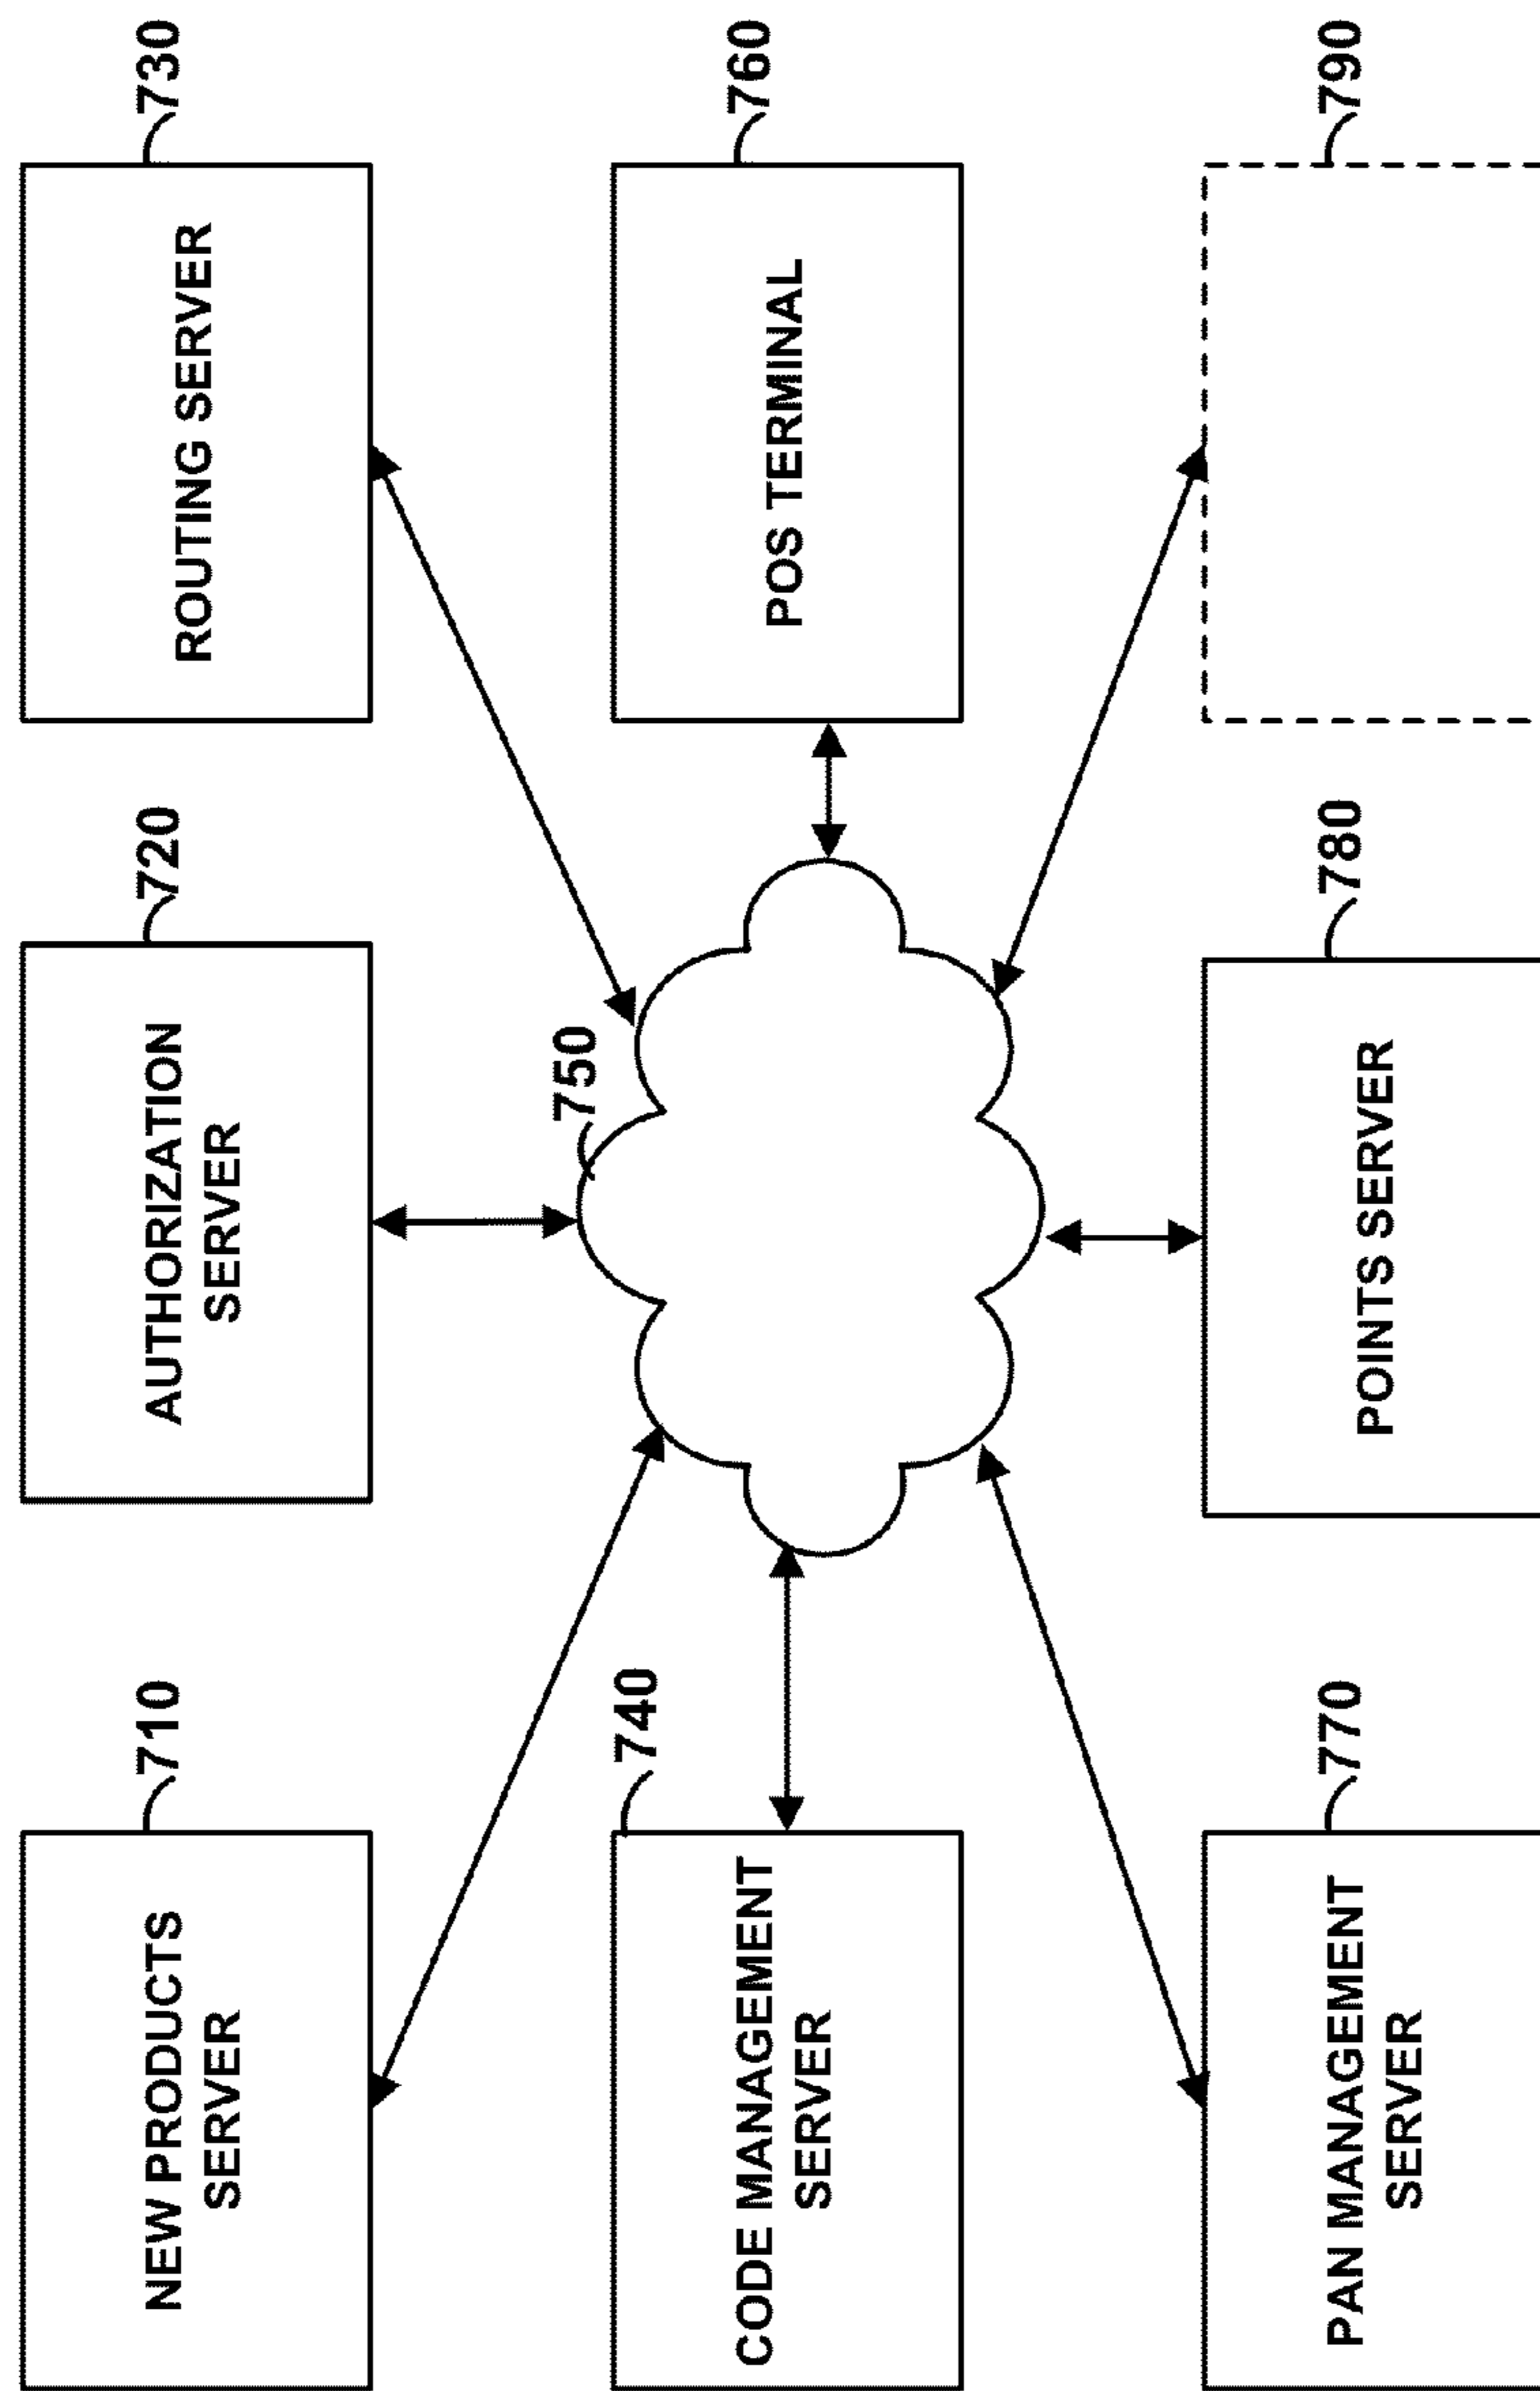 710
NEW PRODUCTS
SERVER
720
AUTHORIZATION
SERVER
730
ROUTING SERVER
740
CODE MANAGEMENT
SERVER
750
760
POS TERMINAL
770
PAN MANAGEMENT
SERVER
780
POINTS SERVER
790